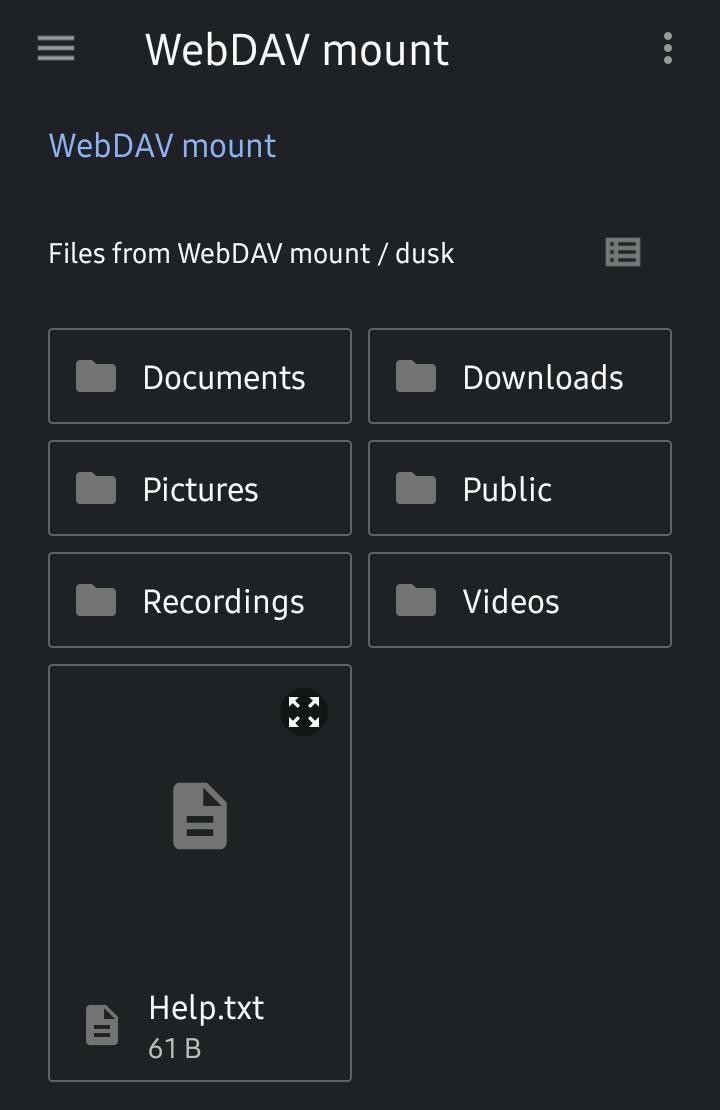 WebDAV mount
WebDAV mount
Files from WebDAV mount / dusk
Documents
Downloads
Pictures
Public
Recordings
Videos
Help.txt
61 B